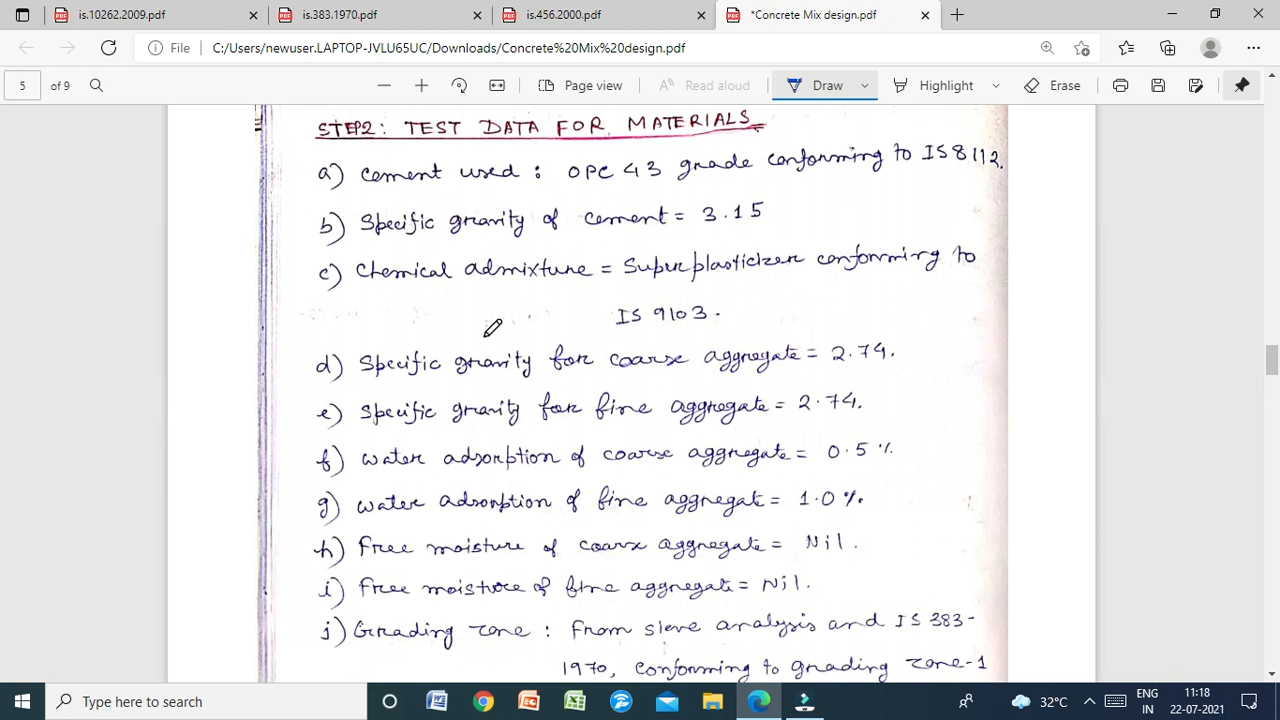 is.10262.2009.pdf
is.383.1970.pdf
is.456.2000.pdf
*Concrete Mix design.pdf
File
C:/Users/newuser.LAPTOP-JVLU65UC/Downloads/Concrete%20Mix%20design.pdf
5 of 9
Page view
Read aloud
Draw
Highlight
Erase
STEP2: TEST DATA FOR MATERIALS
a) Cement used : OPC 43 grade conforming to IS 8112.
b) Specific gravity of cement = 3.15
c) Chemical admixture = Superplasticizer conforming to
IS 9103.
d) Specific gravity for coarse aggregate = 2.74.
e) Specific gravity for fine aggregate = 2.74.
f) Water adsorption of coarse aggregate = 0.5 %.
g) Water adsorption of fine aggregate = 1.0 %.
h) Free moisture of coarse aggregate = Nil.
i) Free moisture of fine aggregate = Nil.
j) Grading zone : From sieve analysis and IS 383-
1970, conforming to grading zone-1
Type here to search
32°C
ENG
IN
11:18
22-07-2021